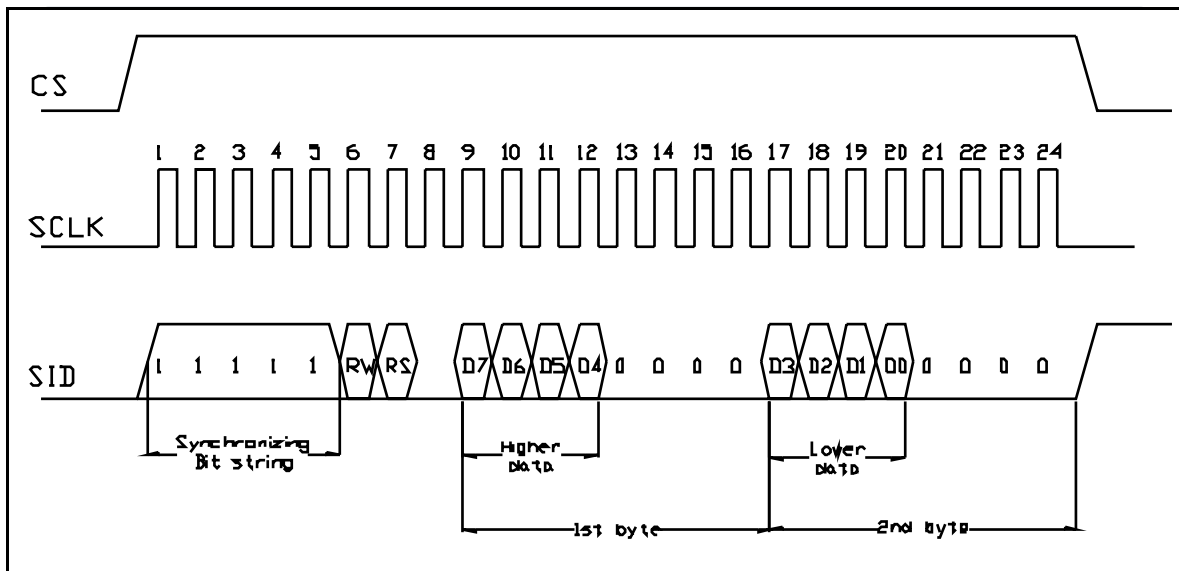 CS
1 2 3 4 5 6 7 8 9 10 11 12 13 14 15 16 17 18 19 20 21 22 23 24
SCLK
SID
1 1 1 1 1 RW RS D7 D6 D5 D4 0 0 0 0 D3 D2 D1 D0 0 0 0 0
Synchronizing
Bit string
Higher
data
Lower
data
1st byte
2nd byte